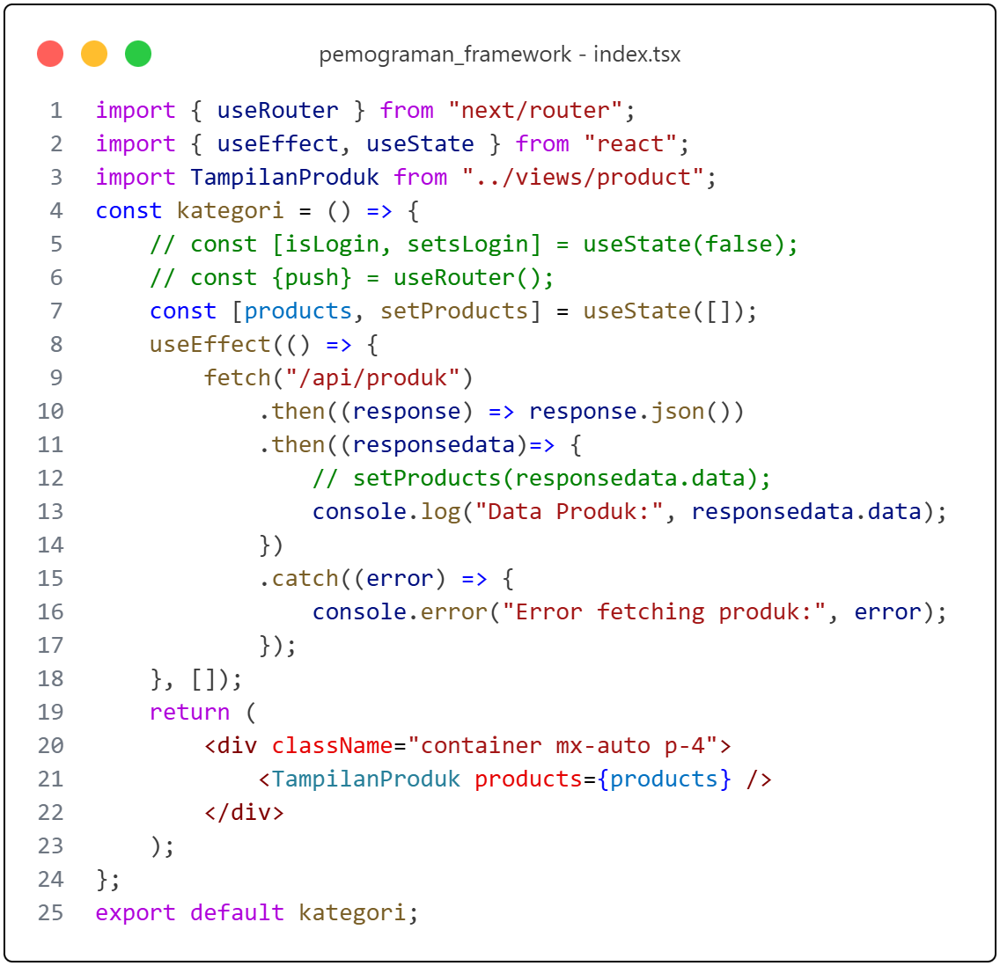 pemograman_framework - index.tsx
1 import { useRouter } from "next/router";
2 import { useEffect, useState } from "react";
3 import TampilanProduk from "../views/product";
4 const kategori = () => {
5     // const [isLogin, setsLogin] = useState(false);
6     // const {push} = useRouter();
7     const [products, setProducts] = useState([]);
8     useEffect(() => {
9         fetch("/api/produk")
10             .then((response) => response.json())
11             .then((responsedata)=> {
12                 // setProducts(responsedata.data);
13                 console.log("Data Produk:", responsedata.data);
14             })
15             .catch((error) => {
16                 console.error("Error fetching produk:", error);
17             });
18     }, []);
19     return (
20         <div className="container mx-auto p-4">
21             <TampilanProduk products={products} />
22         </div>
23     );
24 };
25 export default kategori;